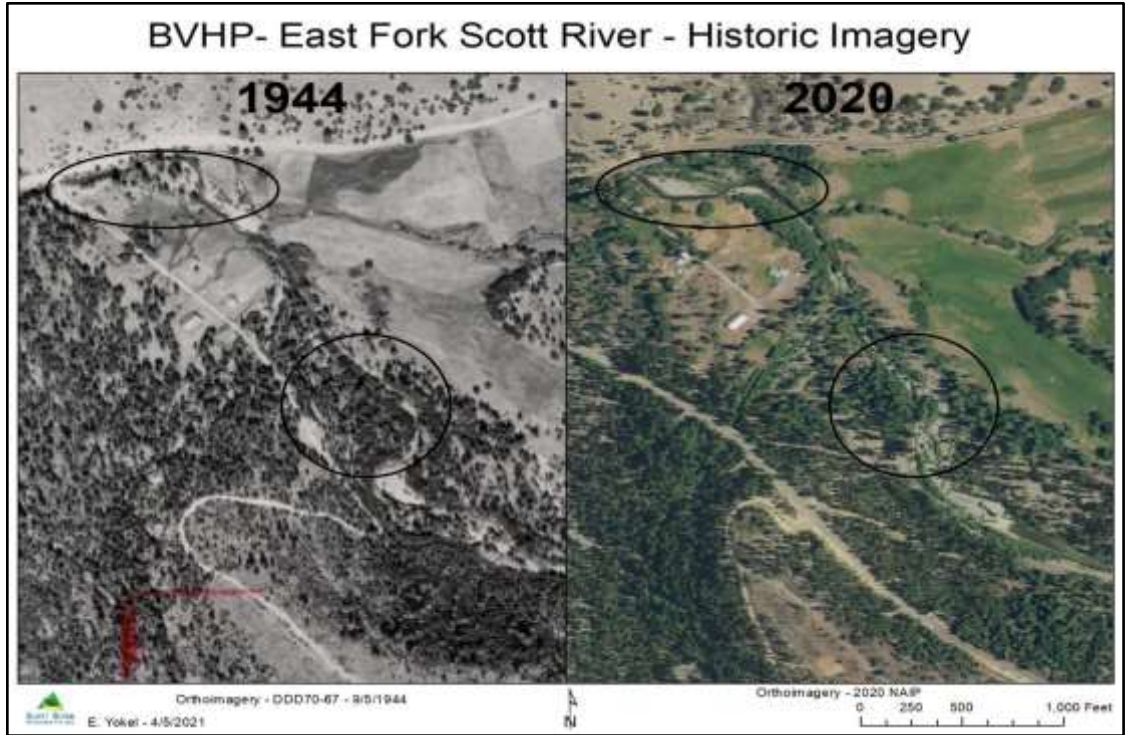 BVHP- East Fork Scott River - Historic Imagery
1944
2020
Orthoimagery - DDD70-67 - 9/5/1944
E. Yokel - 4/5/2021
N
Orthoimagery - 2020 NAIP
0 250 500 1,000 Feet